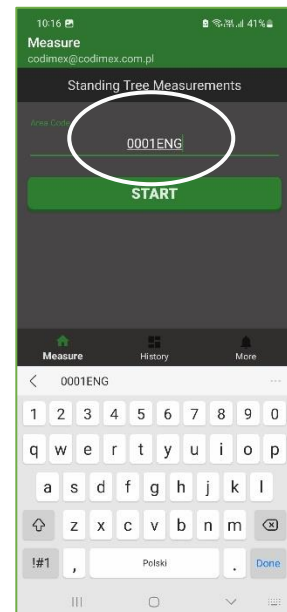 10:16 41%
Measure
codimex@codimex.com.pl
Standing Tree Measurements
Area Code
0001ENG
START
Measure History More
0001ENG
1 2 3 4 5 6 7 8 9 0
q w e r t y u i o p
a s d f g h j k l
z x c v b n m
!#1 , Polski . Done